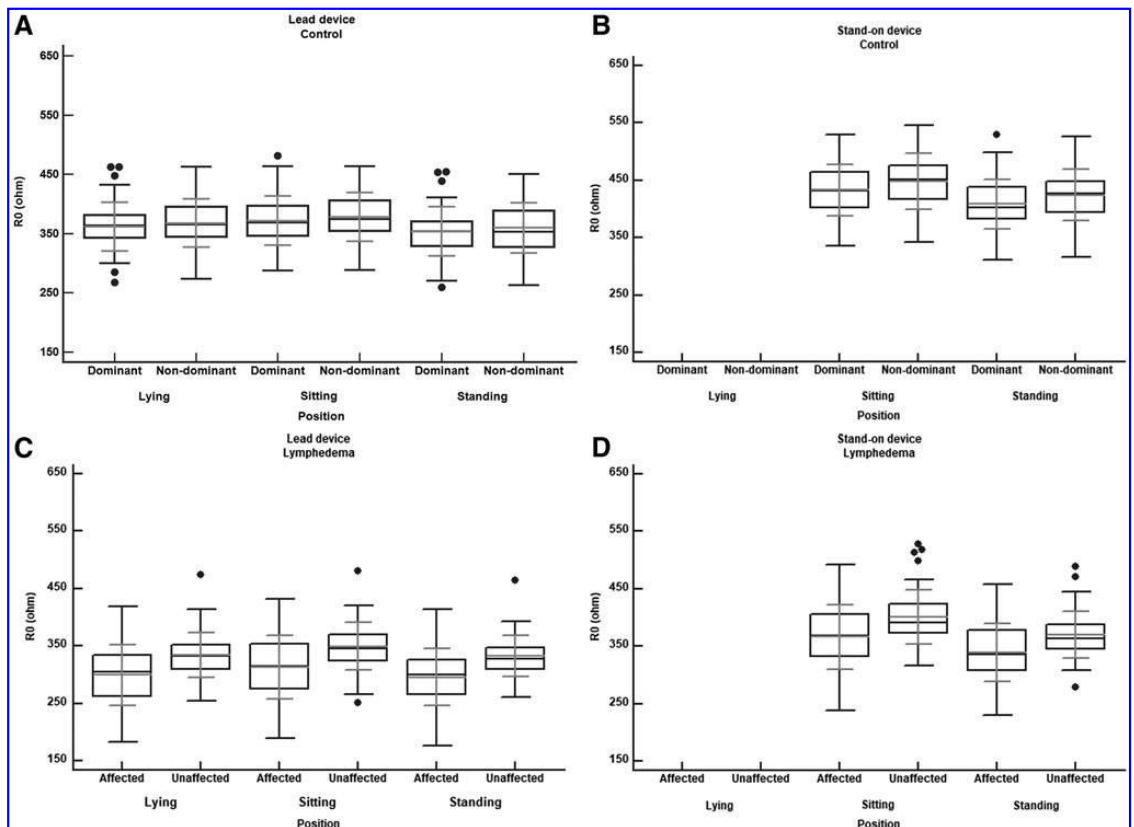 A
Lead device
Control
R0 (ohm)
650
550
450
350
250
150
Dominant Non-dominant Dominant Non-dominant Dominant Non-dominant
Lying Sitting Standing
Position
B
Stand-on device
Control
R0 (ohm)
650
550
450
350
250
150
Dominant Non-dominant Dominant Non-dominant Dominant Non-dominant
Lying Sitting Standing
Position
C
Lead device
Lymphedema
R0 (ohm)
650
550
450
350
250
150
Affected Unaffected Affected Unaffected Affected Unaffected
Lying Sitting Standing
Position
D
Stand-on device
Lymphedema
R0 (ohm)
650
550
450
350
250
150
Affected Unaffected Affected Unaffected Affected Unaffected
Lying Sitting Standing
Position